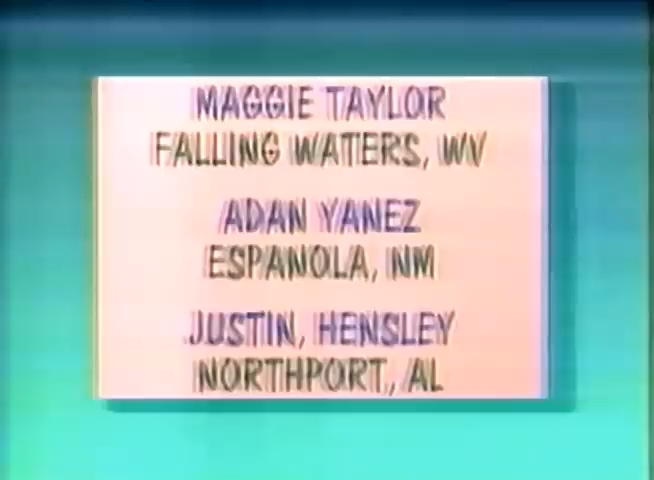 MAGGIE TAYLOR
FALLING WATERS, WV
ADAN YANEZ
ESPANOLA, NM
JUSTIN, HENSLEY
NORTHPORT, AL